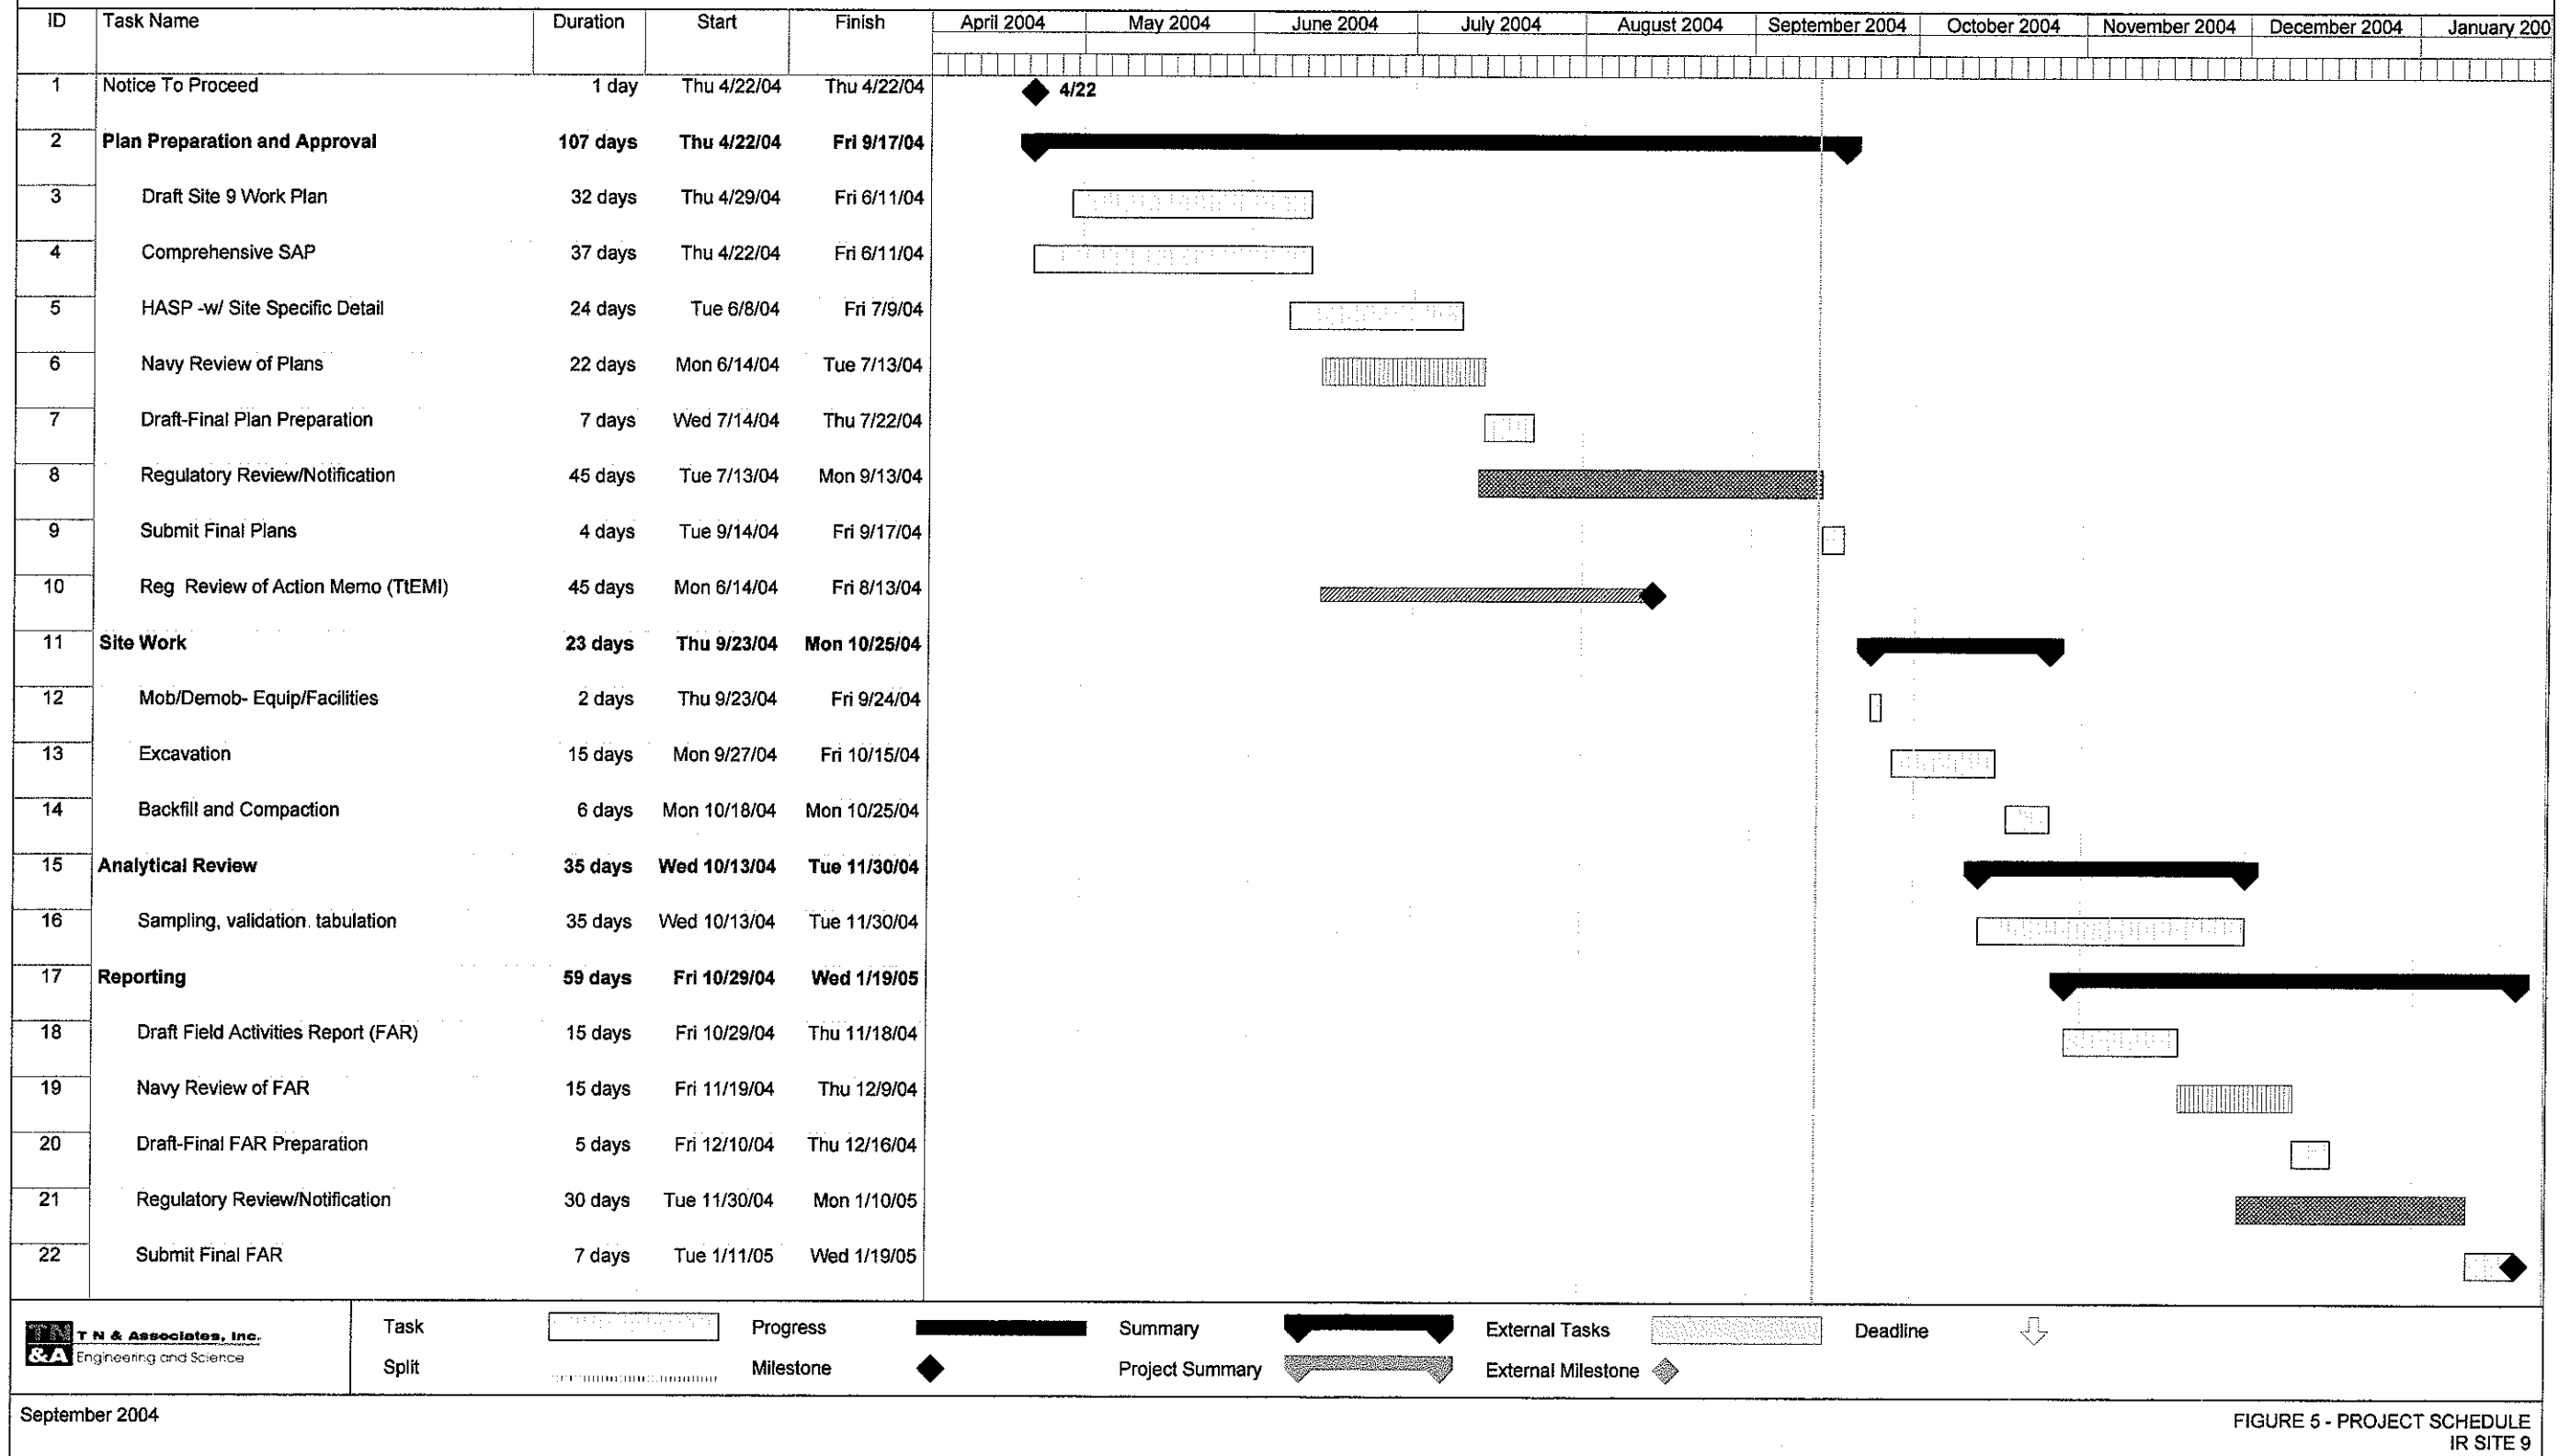 ID Task Name Duration Start Finish April 2004 May 2004 June 2004 July 2004 August 2004 September 2004 October 2004 November 2004 December 2004 January 200
1 Notice To Proceed 1 day Thu 4/22/04 Thu 4/22/04 4/22
2 Plan Preparation and Approval 107 days Thu 4/22/04 Fri 9/17/04
3 Draft Site 9 Work Plan 32 days Thu 4/29/04 Fri 6/11/04
4 Comprehensive SAP 37 days Thu 4/22/04 Fri 6/11/04
5 HASP -w/ Site Specific Detail 24 days Tue 6/8/04 Fri 7/9/04
6 Navy Review of Plans 22 days Mon 6/14/04 Tue 7/13/04
7 Draft-Final Plan Preparation 7 days Wed 7/14/04 Thu 7/22/04
8 Regulatory Review/Notification 45 days Tue 7/13/04 Mon 9/13/04
9 Submit Final Plans 4 days Tue 9/14/04 Fri 9/17/04
10 Reg Review of Action Memo (TtEMI) 45 days Mon 6/14/04 Fri 8/13/04
11 Site Work 23 days Thu 9/23/04 Mon 10/25/04
12 Mob/Demob- Equip/Facilities 2 days Thu 9/23/04 Fri 9/24/04
13 Excavation 15 days Mon 9/27/04 Fri 10/15/04
14 Backfill and Compaction 6 days Mon 10/18/04 Mon 10/25/04
15 Analytical Review 35 days Wed 10/13/04 Tue 11/30/04
16 Sampling, validation, tabulation 35 days Wed 10/13/04 Tue 11/30/04
17 Reporting 59 days Fri 10/29/04 Wed 1/19/05
18 Draft Field Activities Report (FAR) 15 days Fri 10/29/04 Thu 11/18/04
19 Navy Review of FAR 15 days Fri 11/19/04 Thu 12/9/04
20 Draft-Final FAR Preparation 5 days Fri 12/10/04 Thu 12/16/04
21 Regulatory Review/Notification 30 days Tue 11/30/04 Mon 1/10/05
22 Submit Final FAR 7 days Tue 1/11/05 Wed 1/19/05
TN &A T N & Associates, Inc.
Engineering and Science
Task Progress Summary External Tasks Deadline
Split Milestone Project Summary External Milestone
September 2004
FIGURE 5 - PROJECT SCHEDULE
IR SITE 9